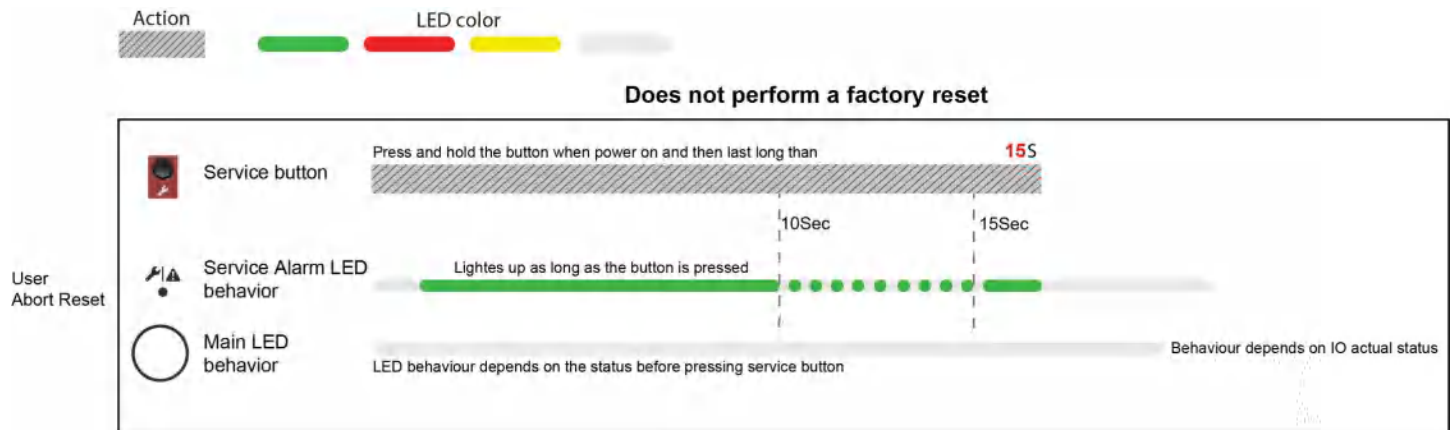 Action
LED color
Does not perform a factory reset
Press and hold the button when power on and then last long than
15S
Service button
10Sec
15Sec
User
Abort Reset
Service Alarm LED
behavior
Lightes up as long as the button is pressed
Main LED
behavior
Behaviour depends on IO actual status
LED behaviour depends on the status before pressing service button